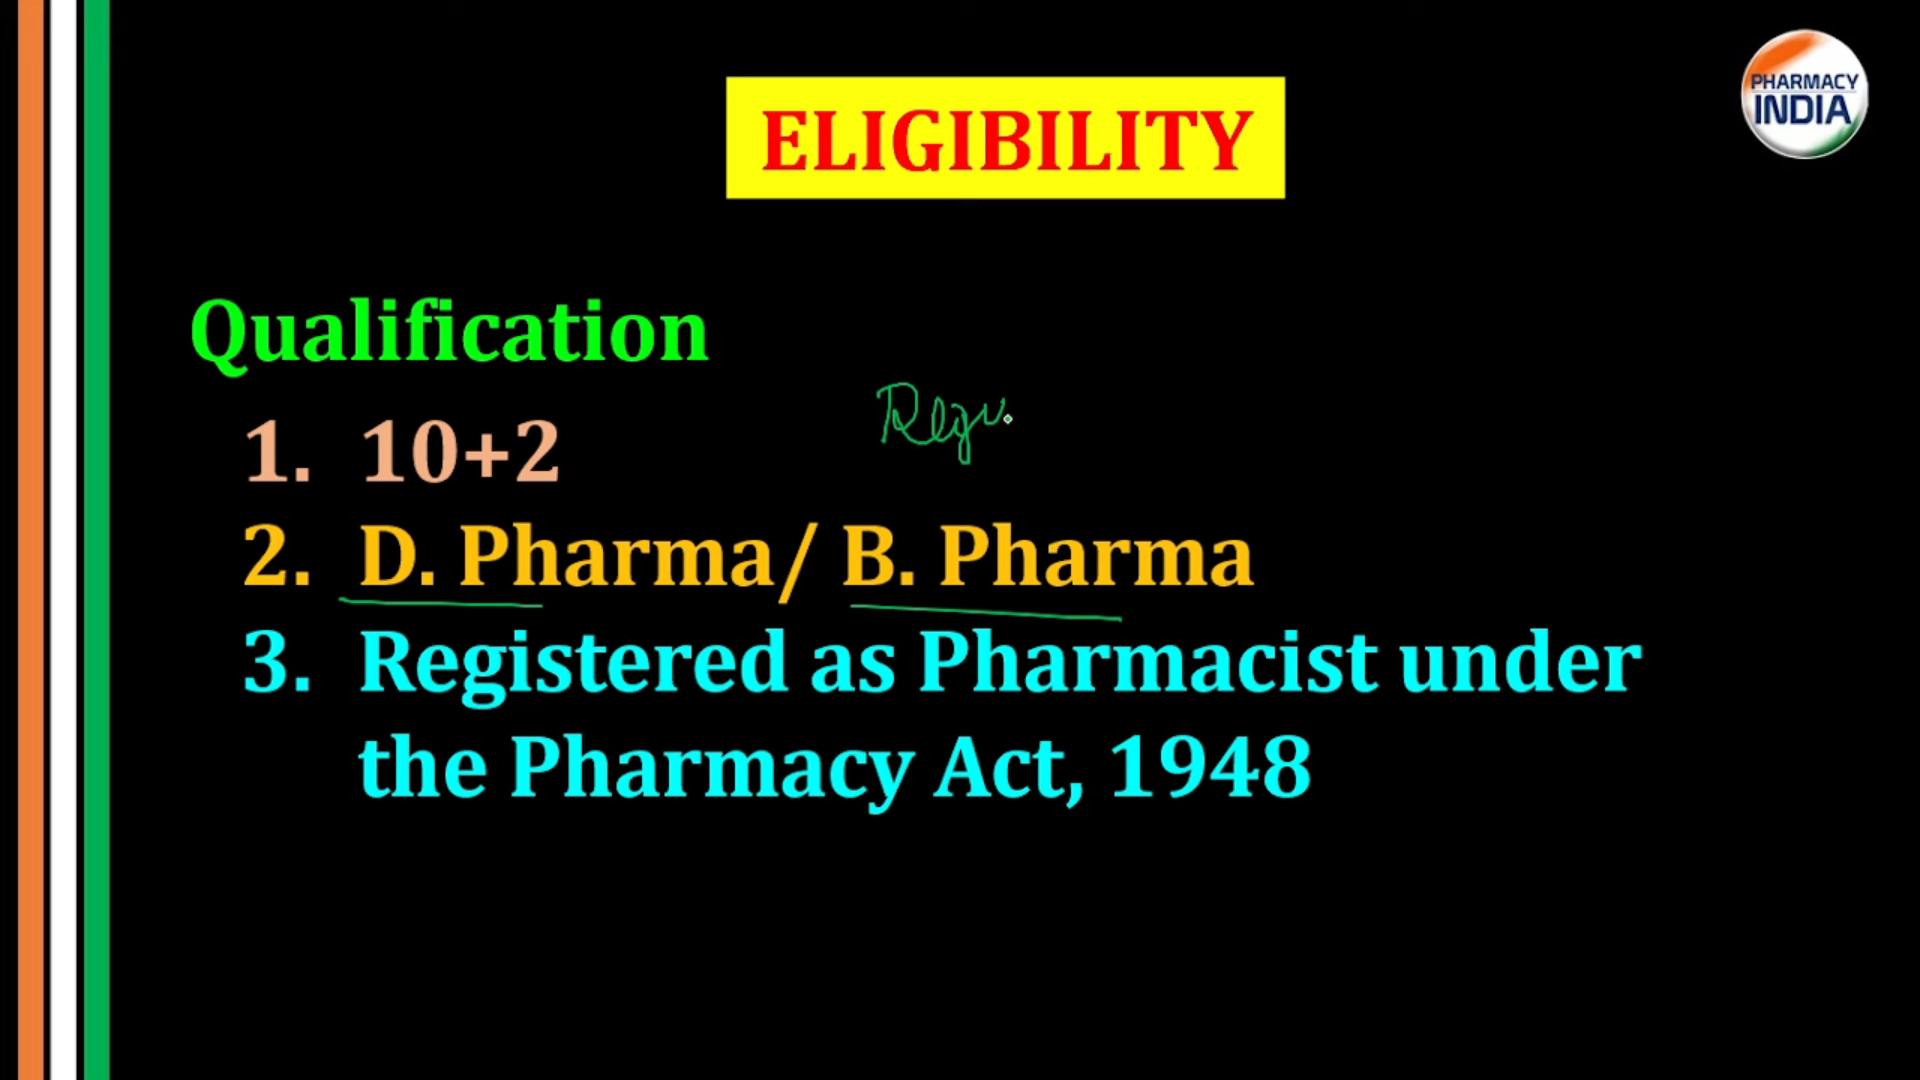 PHARMACY
INDIA
ELIGIBILITY
Qualification
Regu
1. 10+2
2. D. Pharma/ B. Pharma
3. Registered as Pharmacist under
the Pharmacy Act, 1948